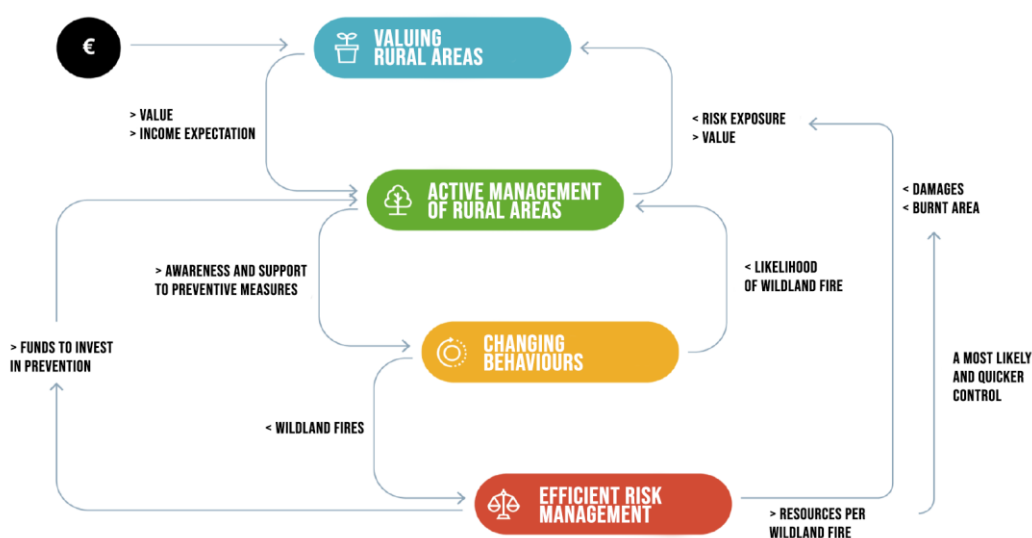 €
VALUING
RURAL AREAS
> VALUE
> INCOME EXPECTATION
< RISK EXPOSURE
> VALUE
ACTIVE MANAGEMENT
OF RURAL AREAS
< DAMAGES
< BURNT AREA
> AWARENESS AND SUPPORT
TO PREVENTIVE MEASURES
< LIKELIHOOD
OF WILDLAND FIRE
> FUNDS TO INVEST
IN PREVENTION
CHANGING
BEHAVIOURS
A MOST LIKELY
AND QUICKER
CONTROL
< WILDLAND FIRES
EFFICIENT RISK
MANAGEMENT
> RESOURCES PER
WILDLAND FIRE